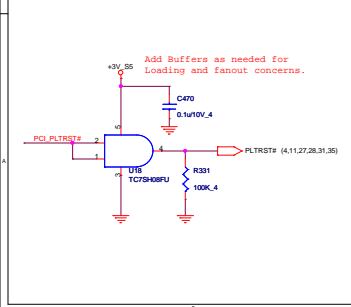 Add Buffers as needed for
Loading and fanout concerns.
+3V_S5
C470
0.1u/10V_4
PCI_PLTRST#
2
1
5
4
3
U18
TC7SH08FU
R331
100K_4
PLTRST# (4,11,27,28,31,35)
A